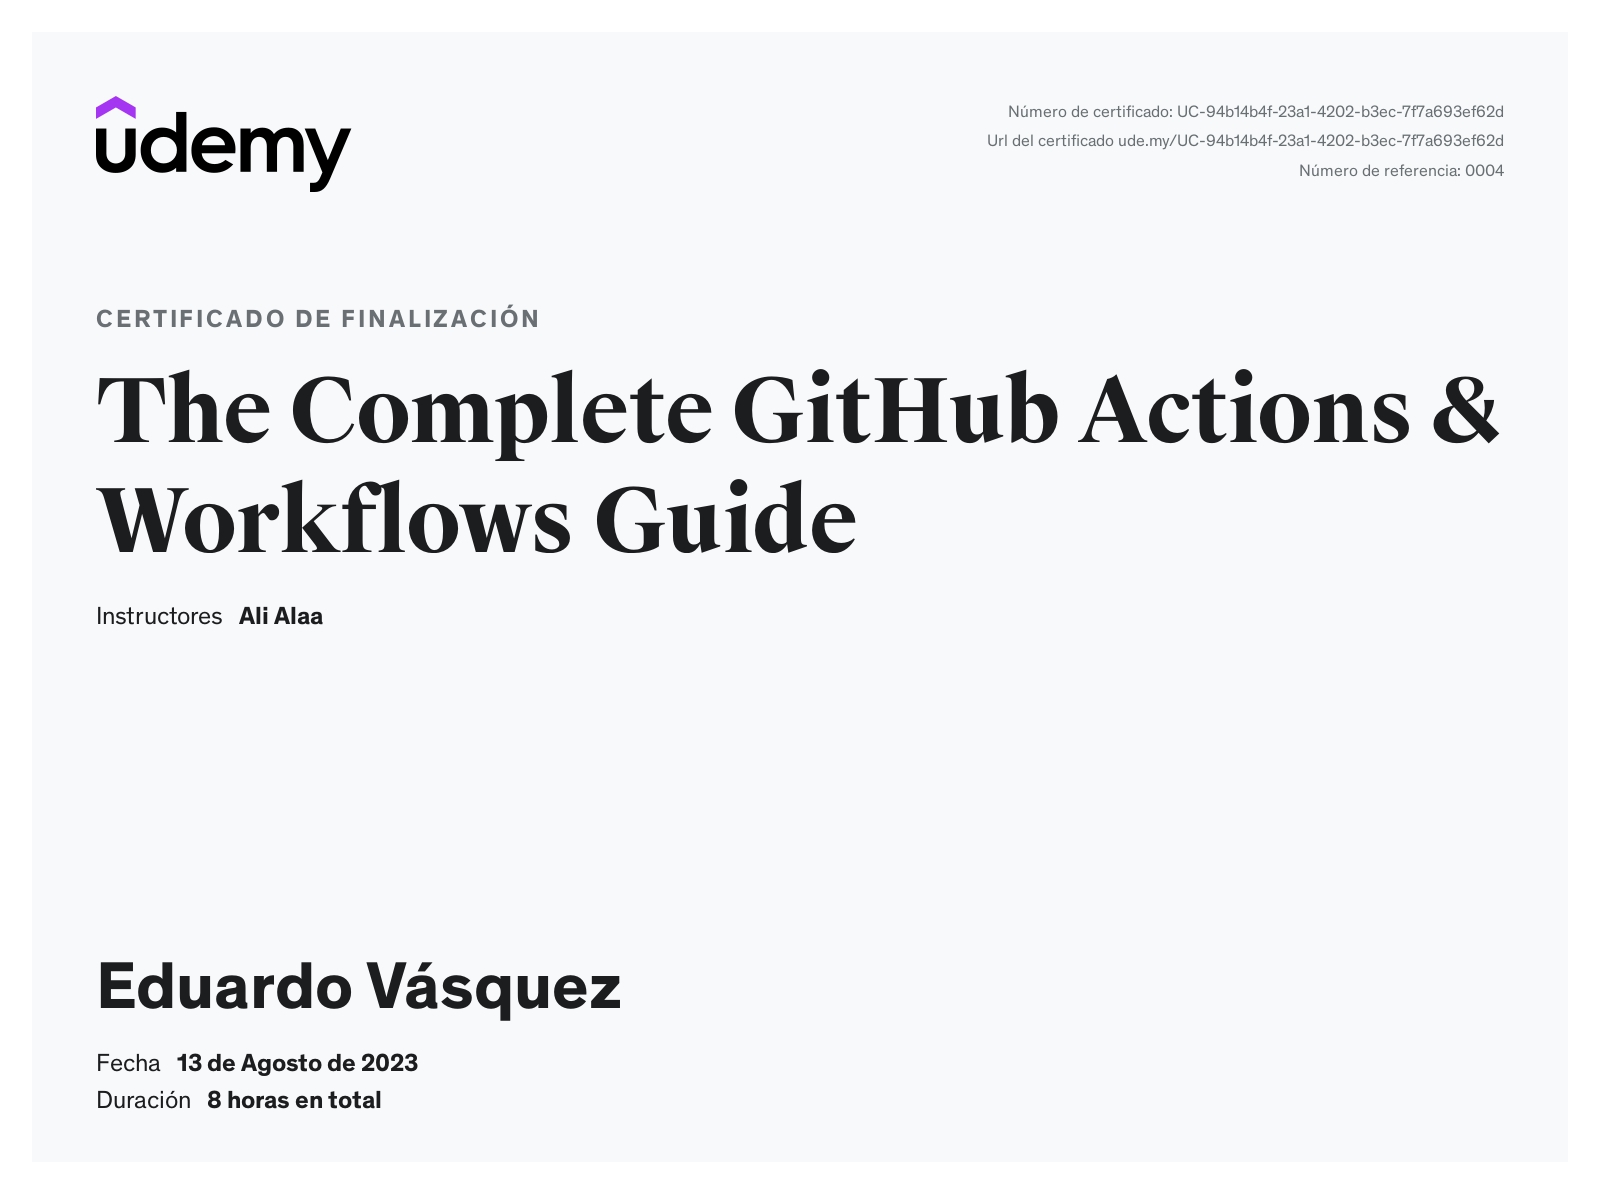 udemy
Número de certificado: UC-94b14b4f-23a1-4202-b3ec-7f7a693ef62d
Url del certificado ude.my/UC-94b14b4f-23a1-4202-b3ec-7f7a693ef62d
Número de referencia: 0004
CERTIFICADO DE FINALIZACIÓN
The Complete GitHub Actions &
Workflows Guide
Instructores Ali Alaa
Eduardo Vásquez
Fecha 13 de Agosto de 2023
Duración 8 horas en total